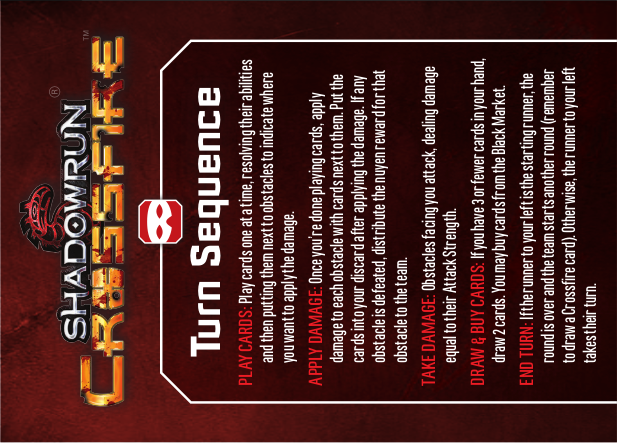 SHADOWRUN ®
CROSSFIRE ™
Turn Sequence
PLAY CARDS: Play cards one at a time, resolving their abilities
and then putting them next to obstacles to indicate where
you want to apply the damage.
APPLY DAMAGE: Once you're done playing cards, apply
damage to each obstacle with cards next to them. Put the
cards into your discard after applying the damage. If any
obstacle is defeated, distribute the nuyen reward for that
obstacle to the team.
TAKE DAMAGE: Obstacles facing you attack, dealing damage
equal to their Attack Strength.
DRAW & BUY CARDS: If you have 3 or fewer cards in your hand,
draw 2 cards. You may buy cards from the Black Market.
END TURN: If the runner to your left is the starting runner, the
round is over and the team starts another round (remember
to draw a Crossfire card). Otherwise, the runner to your left
takes their turn.